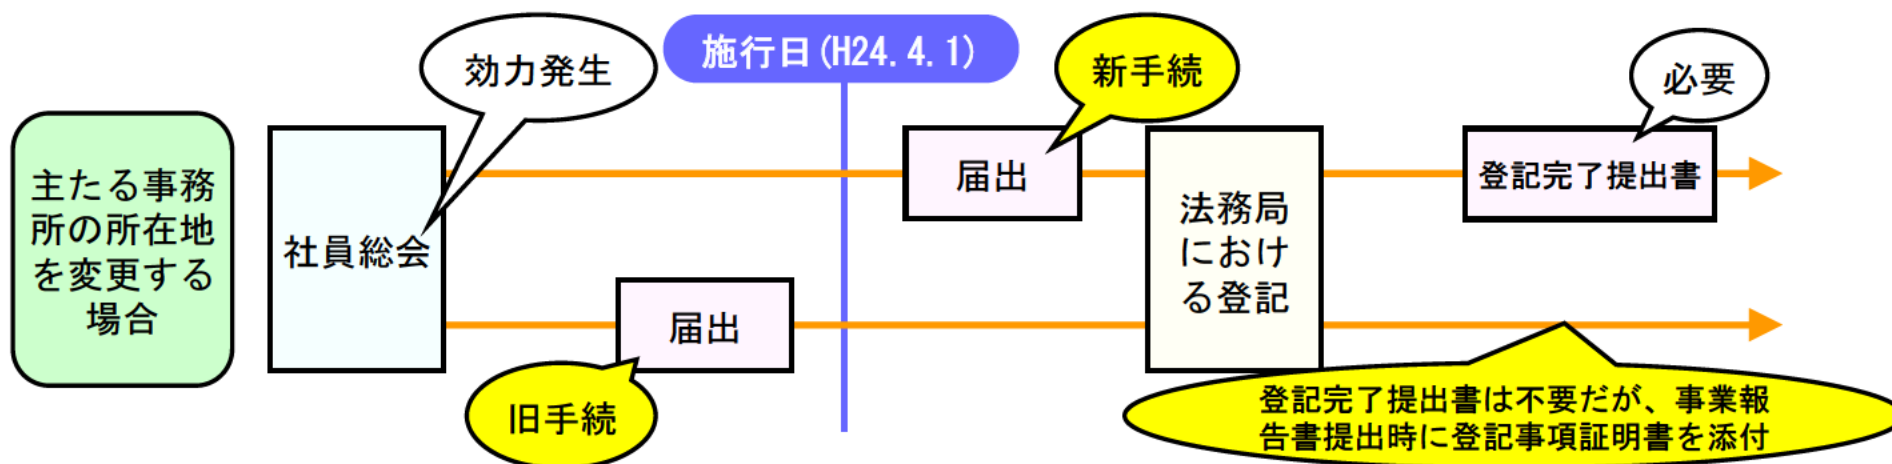 効力発生
施行日(H24.4.1)
新手続
必要
主たる事務
所の所在地
を変更する
場合
社員総会
届出
法務局
におけ
る登記
登記完了提出書
届出
旧手続
登記完了提出書は不要だが、事業報
告書提出時に登記事項証明書を添付